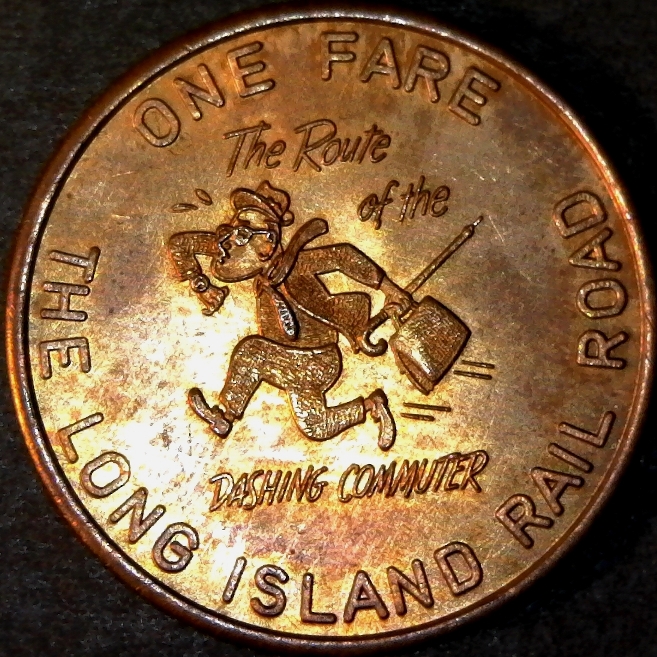 ONE FARE
The Route
of the
DASHING COMMUTER
THE LONG ISLAND RAIL ROAD